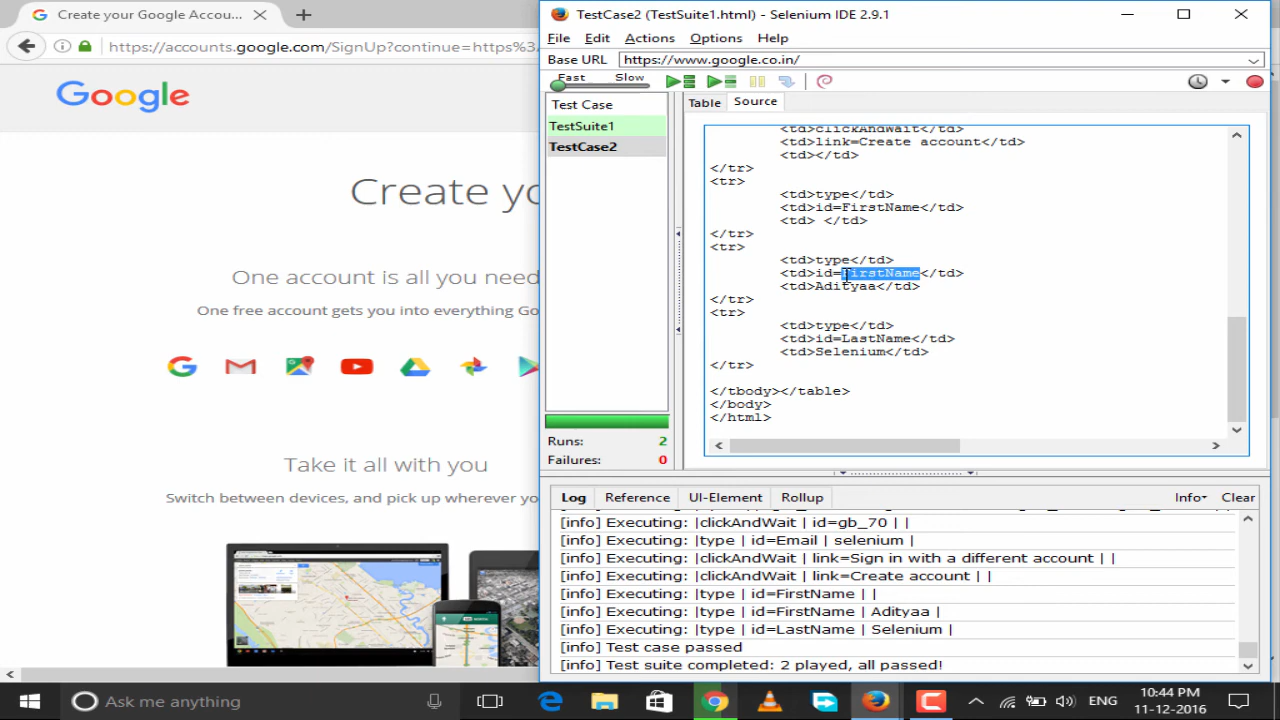 Create your Google Accou...
https://accounts.google.com/SignUp?continue=https%3
Google
Create yo
One account is all you need
One free account gets you into everything Go
Take it all with you
Switch between devices, and pick up wherever yo
TestCase2 (TestSuite1.html) - Selenium IDE 2.9.1
File Edit Actions Options Help
Base URL https://www.google.co.in/
Fast Slow
Test Case
TestSuite1
TestCase2
Runs: 2
Failures: 0
Table Source
<td>clickAndWait</td>
<td>link=Create account</td>
<td></td>
</tr>
<tr>
<td>type</td>
<td>id=FirstName</td>
<td> </td>
</tr>
<tr>
<td>type</td>
<td>id=FirstName</td>
<td>Adityaa</td>
</tr>
<tr>
<td>type</td>
<td>id=LastName</td>
<td>Selenium</td>
</tr>
</tbody></table>
</body>
</html>
Log Reference UI-Element Rollup Info Clear
[info] Executing: |clickAndWait | id=gb_70 | |
[info] Executing: |type | id=Email | selenium |
[info] Executing: |clickAndWait | link=Sign in with a different account | |
[info] Executing: |clickAndWait | link=Create account | |
[info] Executing: |type | id=FirstName | |
[info] Executing: |type | id=FirstName | Adityaa |
[info] Executing: |type | id=LastName | Selenium |
[info] Test case passed
[info] Test suite completed: 2 played, all passed!
Ask me anything
ENG
10:44 PM
11-12-2016